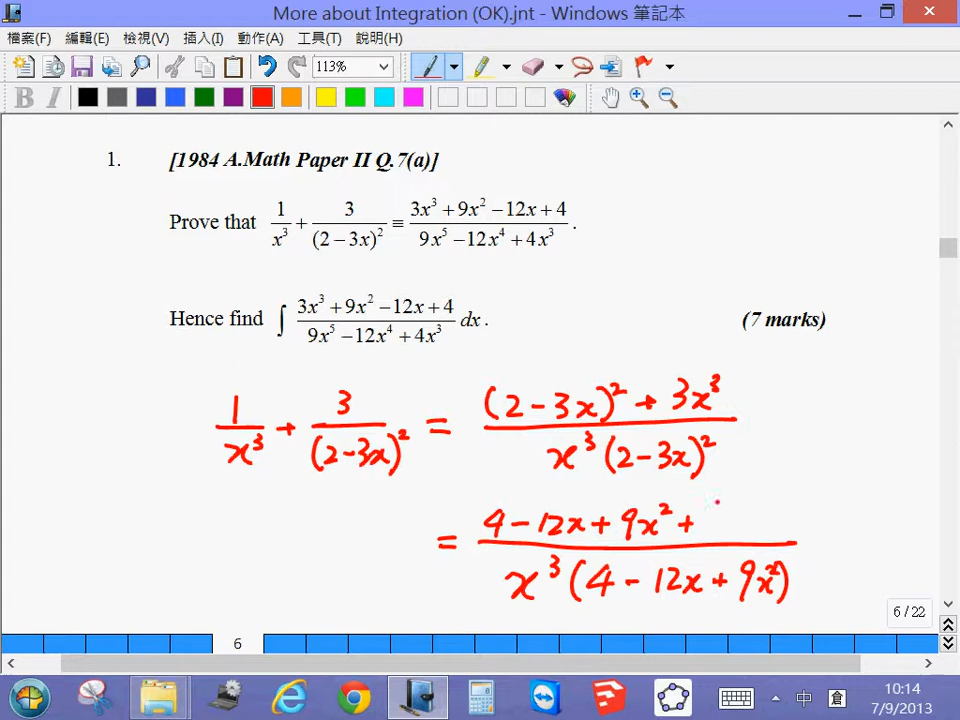 More about Integration (OK).jnt - Windows 筆記本
檔案(F) 編輯(E) 檢視(V) 插入(I) 動作(A) 工具(T) 說明(H)
113%
B I
1. [1984 A.Math Paper II Q.7(a)]
Prove that 1/x³ + 3/(2 − 3x)² ≡ (3x³ + 9x² − 12x + 4)/(9x⁵ − 12x⁴ + 4x³).
Hence find ∫ (3x³ + 9x² − 12x + 4)/(9x⁵ − 12x⁴ + 4x³) dx. (7 marks)
1/x³ + 3/(2−3x)² = ((2−3x)² + 3x³)/(x³(2−3x)²)
= (4 − 12x + 9x² +)/(x³(4 − 12x + 9x²))
6 / 22
6
中 倉 10:14
7/9/2013